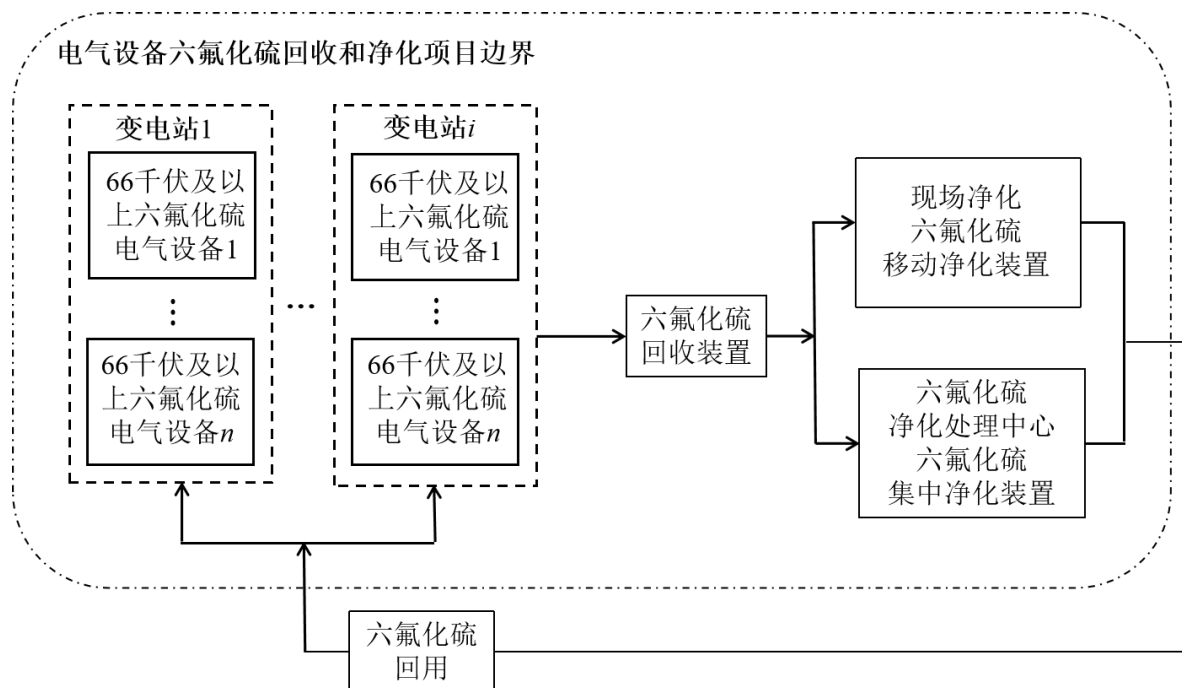 电气设备六氟化硫回收和净化项目边界
变电站1
66千伏及以
上六氟化硫
电气设备1
⋮
66千伏及以
上六氟化硫
电气设备n
…
变电站i
66千伏及以
上六氟化硫
电气设备1
⋮
66千伏及以
上六氟化硫
电气设备n
六氟化硫
回收装置
现场净化
六氟化硫
移动净化装置
六氟化硫
净化处理中心
六氟化硫
集中净化装置
六氟化硫
回用